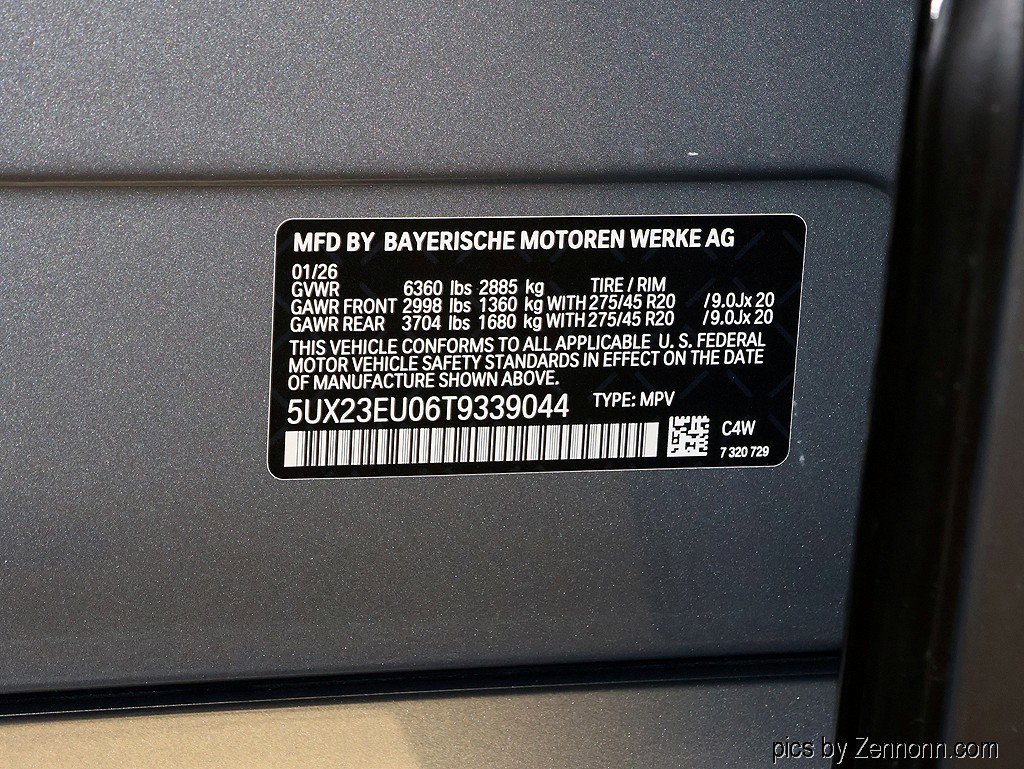 MFD BY BAYERISCHE MOTOREN WERKE AG
01/26
GVWR 6360 lbs 2885 kg TIRE / RIM
GAWR FRONT 2998 lbs 1360 kg WITH 275/45 R20 /9.0Jx 20
GAWR REAR 3704 lbs 1680 kg WITH 275/45 R20 /9.0Jx 20
THIS VEHICLE CONFORMS TO ALL APPLICABLE U. S. FEDERAL
MOTOR VEHICLE SAFETY STANDARDS IN EFFECT ON THE DATE
OF MANUFACTURE SHOWN ABOVE.
5UX23EU06T9339044 TYPE: MPV
C4W
7 320 729
pics by Zennonn.com